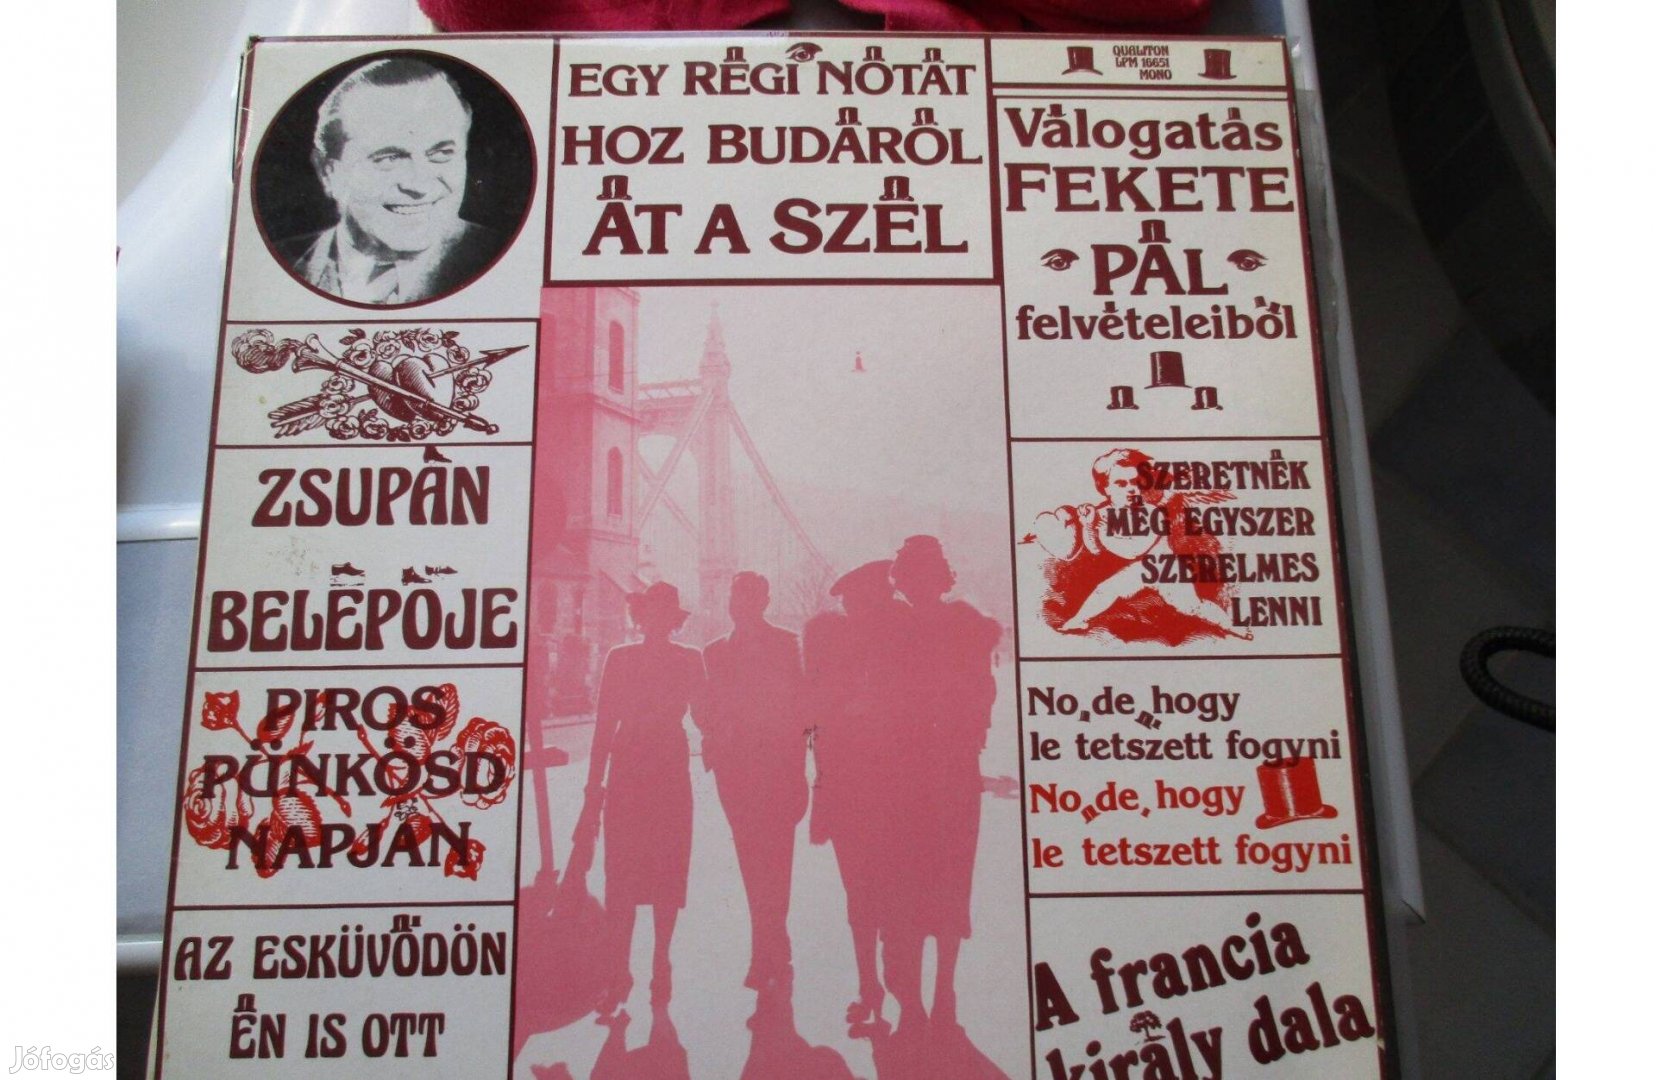 EGY RÉGI NÓTÁT
HOZ BUDÁRÓL
ÁT A SZÉL
QUALITON
LPM 16651
MONO
Válogatás
FEKETE
PÁL
felvételeiből
ZSUPÁN
BELÉPŐJE
PIROS
PÜNKÖSD
NAPJÁN
AZ ESKÜVŐDÖN
ÉN IS OTT
SZERETNÉK
MÉG EGYSZER
SZERELMES
LENNI
No, de hogy
le tetszett fogyni
No, de, hogy
le tetszett fogyni
A francia
király dala
Jófogás